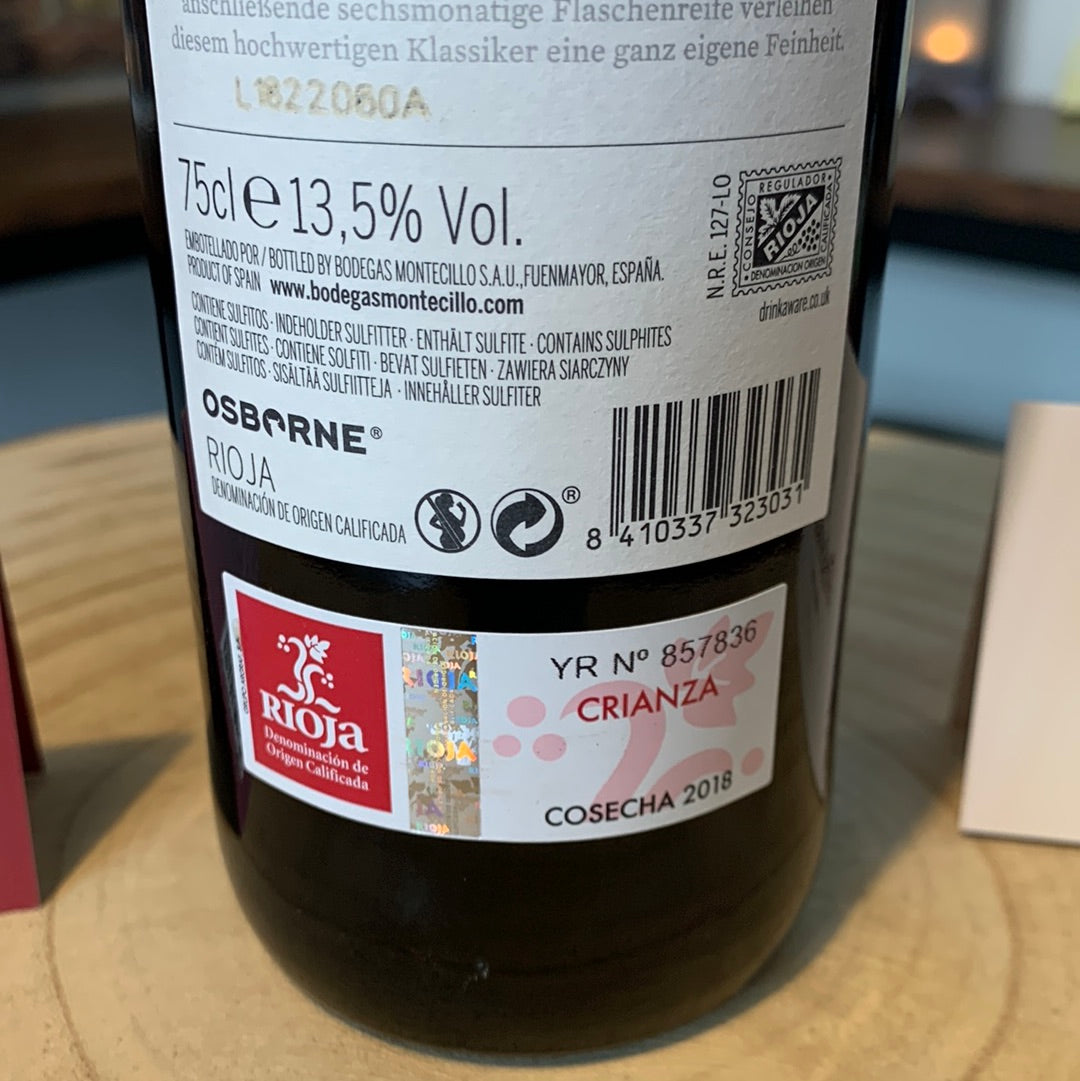 anschließende sechsmonatige Flaschenreife verleihen
diesem hochwertigen Klassiker eine ganz eigene Feinheit.
L1822060A
75cl e 13,5% Vol.
EMBOTELLADO POR / BOTTLED BY BODEGAS MONTECILLO S.A.U., FUENMAYOR, ESPAÑA.
PRODUCT OF SPAIN www.bodegasmontecillo.com
N.R.E. 127-LO
CONSEJO REGULADOR
RIOJA
DENOMINACION ORIGEN CALIFICADA
drinkaware.co.uk
CONTIENE SULFITOS · INDEHOLDER SULFITTER · ENTHÄLT SULFITE · CONTAINS SULPHITES
CONTIENT SULFITES · CONTIENE SOLFITI · BEVAT SULFIETEN · ZAWIERA SIARCZYNY
CONTÉM SULFITOS · SISÄLTÄÄ SULFIITTEJA · INNEHÅLLER SULFITER
OSBORNE®
RIOJA
DENOMINACIÓN DE ORIGEN CALIFICADA
®
8 410337 323031
RIOJA
Denominación de
Origen Calificada
RIOJA
YR Nº 857836
CRIANZA
COSECHA 2018